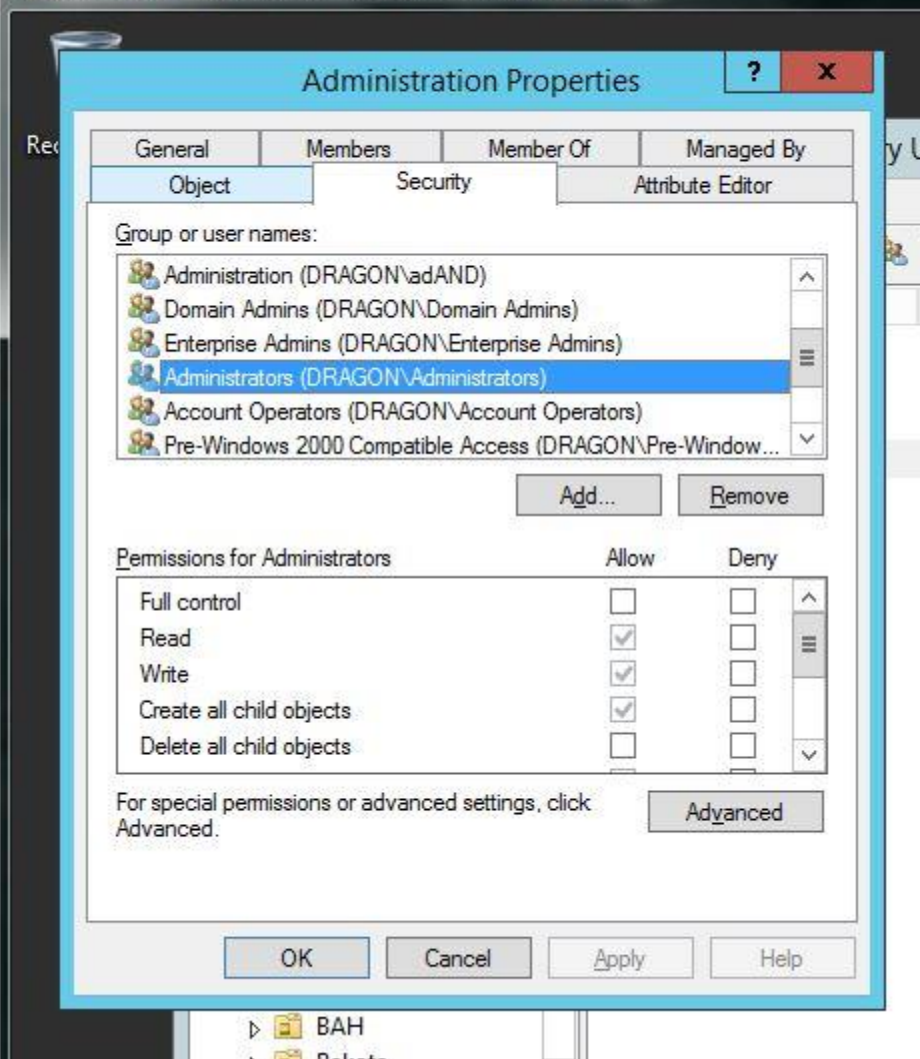 Administration Properties
?
x
Rec
General
Members
Member Of
Managed By
ry U
Object
Security
Attribute Editor
Group or user names:
Administration (DRAGON\adAND)
Domain Admins (DRAGON\Domain Admins)
Enterprise Admins (DRAGON\Enterprise Admins)
Administrators (DRAGON\Administrators)
Account Operators (DRAGON\Account Operators)
Pre-Windows 2000 Compatible Access (DRAGON\Pre-Window...
Add...
Remove
Permissions for Administrators
Allow
Deny
Full control
Read
Write
Create all child objects
Delete all child objects
For special permissions or advanced settings, click
Advanced.
Advanced
OK
Cancel
Apply
Help
BAH